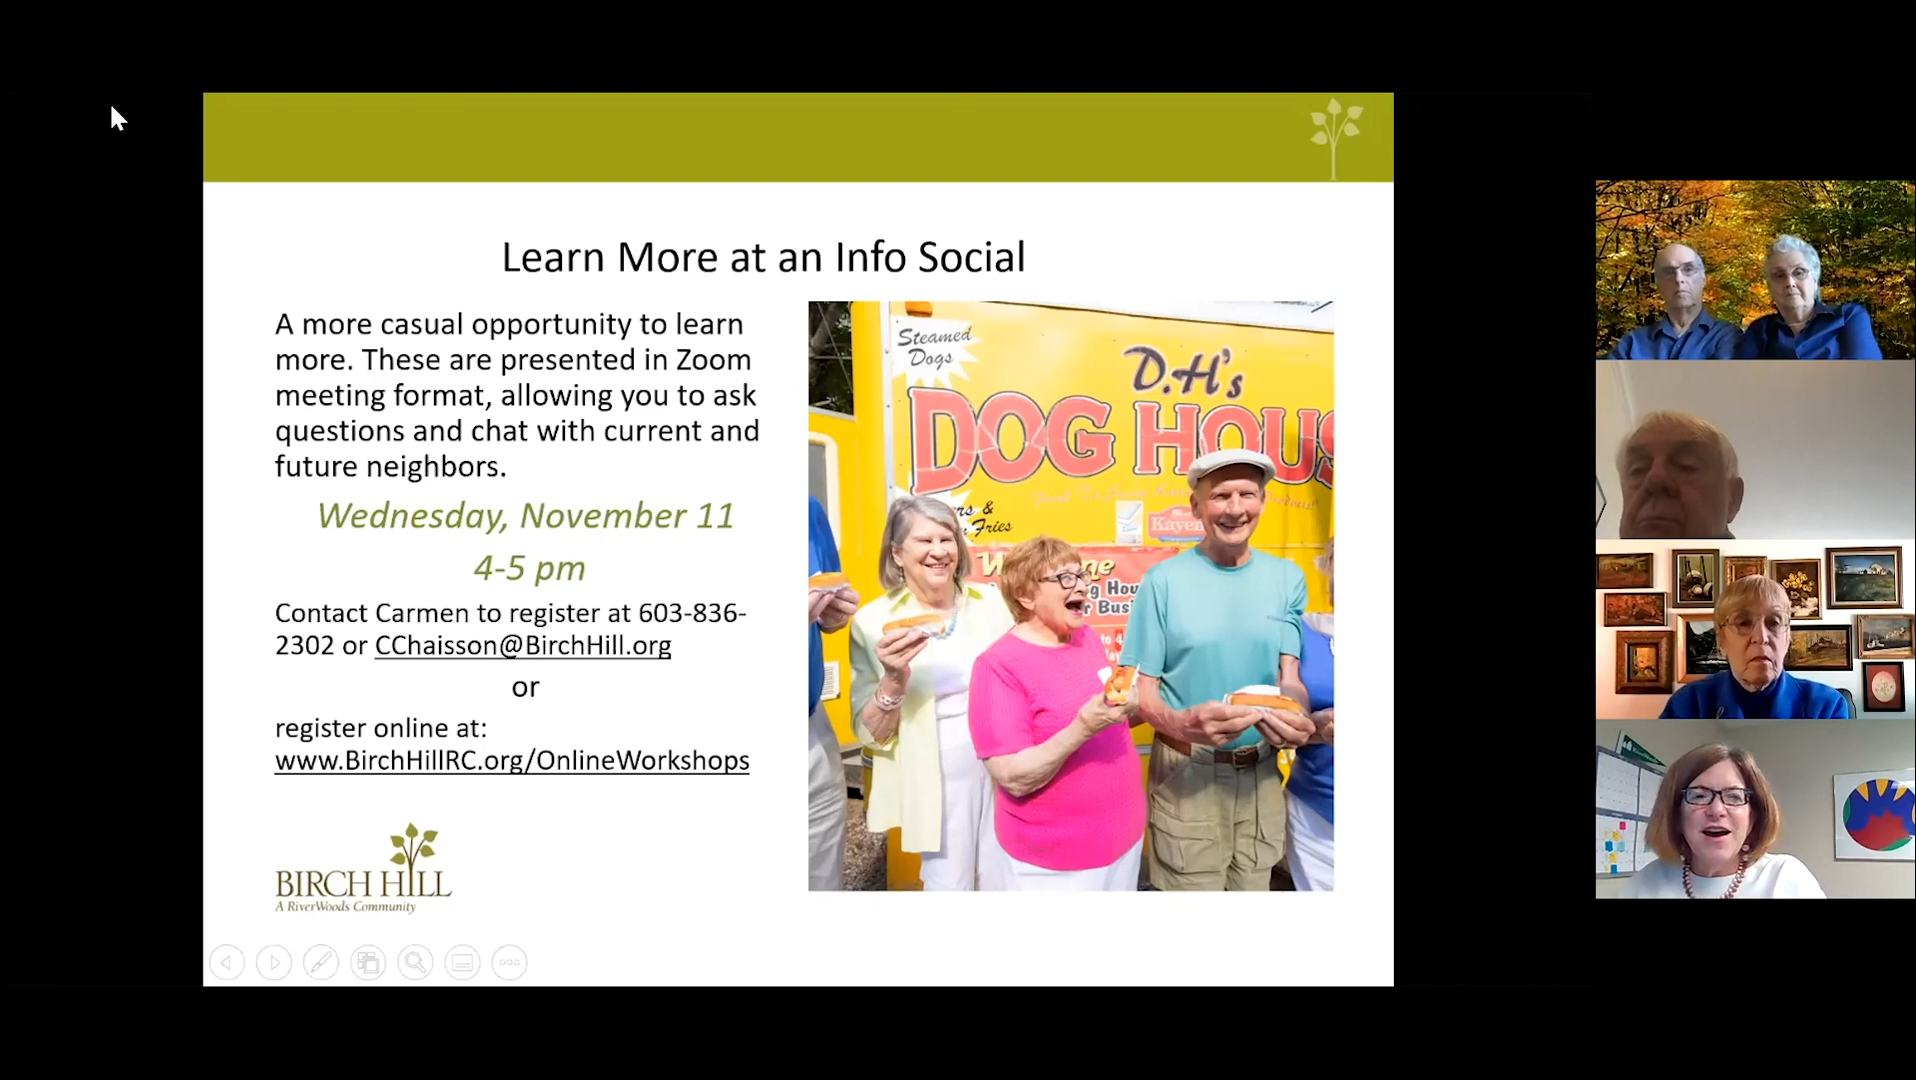 Learn More at an Info Social
A more casual opportunity to learn
more. These are presented in Zoom
meeting format, allowing you to ask
questions and chat with current and
future neighbors.
Wednesday, November 11
4-5 pm
Contact Carmen to register at 603-836-
2302 or CChaisson@BirchHill.org
or
register online at:
www.BirchHillRC.org/OnlineWorkshops
BIRCH HILL
A RiverWoods Community
Steamed
Dogs
D.H's
DOG HOUS
rs &
Fries
Kayem